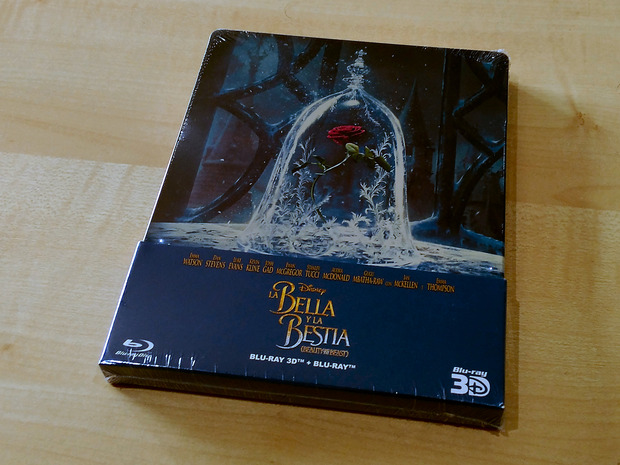 EMMA WATSON DAN STEVENS LUKE EVANS KEVIN KLINE JOSH GAD EWAN McGREGOR STANLEY TUCCI AUDRA McDONALD GUGU MBATHA-RAW CON IAN McKELLEN Y EMMA THOMPSON
Disney
LA
BELLA
Y LA
BESTIA
(BEAUTY AND THE BEAST)
BLU-RAY 3D™ + BLU-RAY™
Blu-ray Disc
Blu-ray
3D